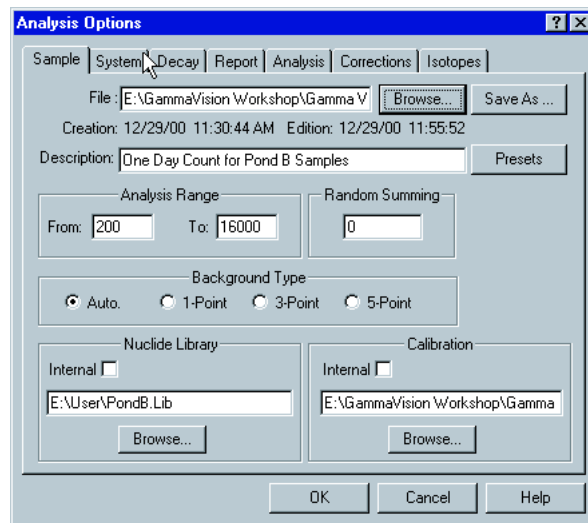 Analysis Options
Sample System Decay Report Analysis Corrections Isotopes
File : E:\GammaVision Workshop\Gamma V Browse... Save As ...
Creation: 12/29/00 11:30:44 AM Edition: 12/29/00 11:55:52
Description: One Day Count for Pond B Samples Presets
Analysis Range Random Summing
From: 200 To: 16000 0
Background Type
Auto. 1-Point 3-Point 5-Point
Nuclide Library Calibration
Internal Internal
E:\User\PondB.Lib E:\GammaVision Workshop\Gamma
Browse... Browse...
OK Cancel Help